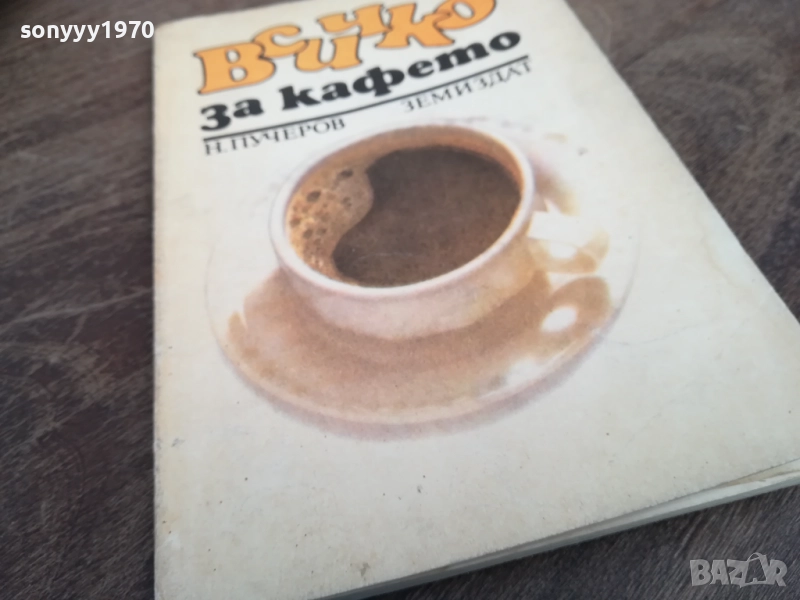 sonyyy1970
Всичко
за кафето
Н. ПУЧЕРОВ ЗЕМИЗДАТ
BAZAR